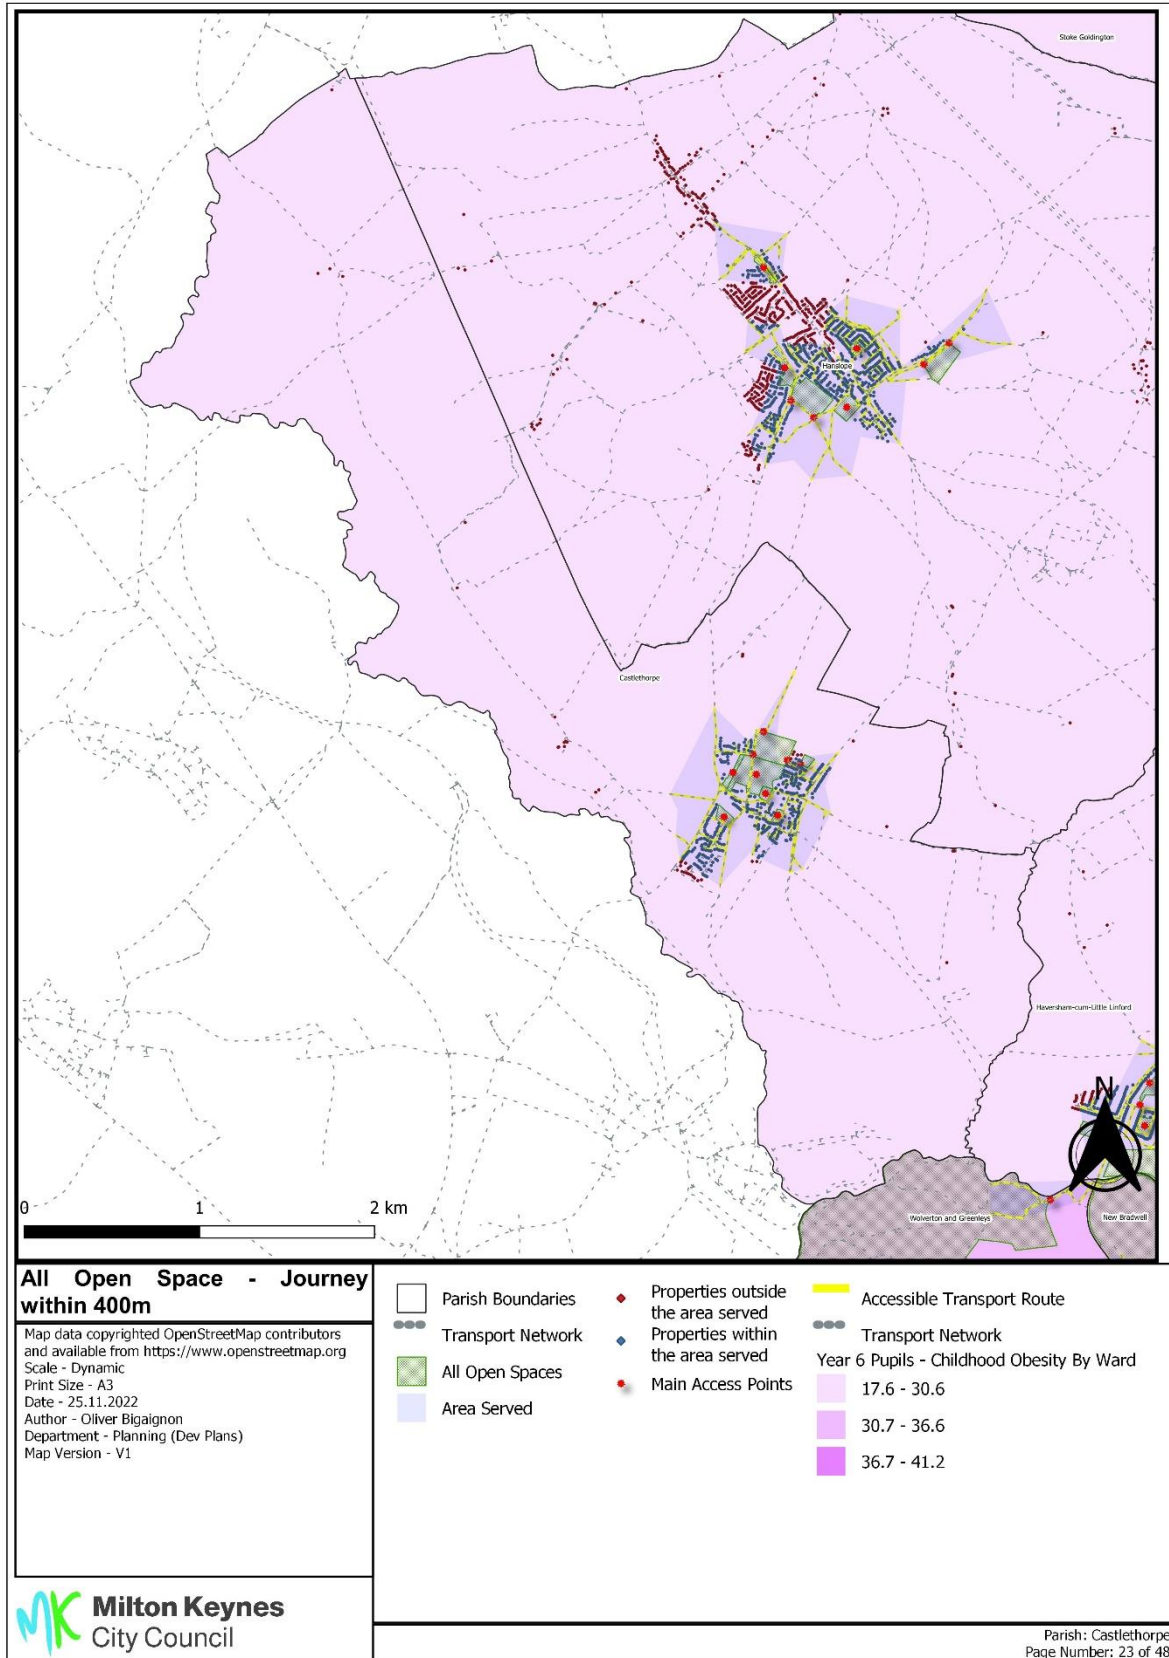 Stoke Goldington
Hanslope
Castlethorpe
Haversham-cum-Little Linford
N
Wolverton and Greenleys
New Bradwell
0 1 2 km
All Open Space - Journey
within 400m
Map data copyrighted OpenStreetMap contributors
and available from https://www.openstreetmap.org
Scale - Dynamic
Print Size - A3
Date - 25.11.2022
Author - Oliver Bigaignon
Department - Planning (Dev Plans)
Map Version - V1
Parish Boundaries
Transport Network
All Open Spaces
Area Served
Properties outside
the area served
Properties within
the area served
Main Access Points
Accessible Transport Route
Transport Network
Year 6 Pupils - Childhood Obesity By Ward
17.6 - 30.6
30.7 - 36.6
36.7 - 41.2
MK
Milton Keynes
City Council
Parish: Castlethorpe
Page Number: 23 of 48